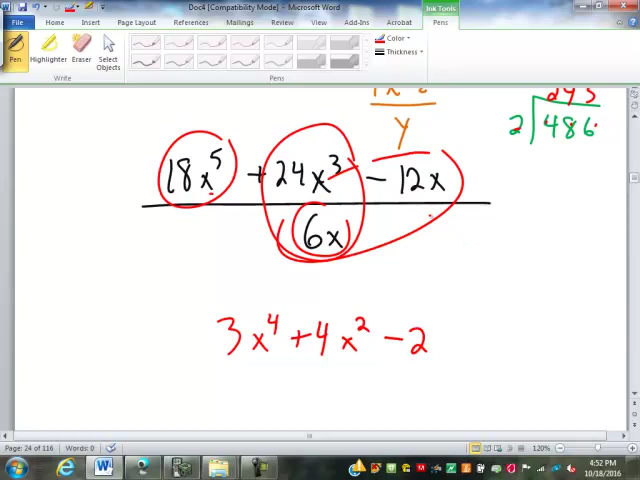 Doc4 [Compatibility Mode] - Microsoft Word
Ink Tools
File Home Insert Page Layout References Mailings Review View Add-Ins Acrobat Pens
Pen Highlighter Eraser Select Objects
Color
Thickness
Write Pens
y
243
2 486
18x⁵ + 24x³ - 12x
6x
3x⁴ + 4x² - 2
Page: 24 of 116 Words: 0 120%
4:52 PM
10/18/2016